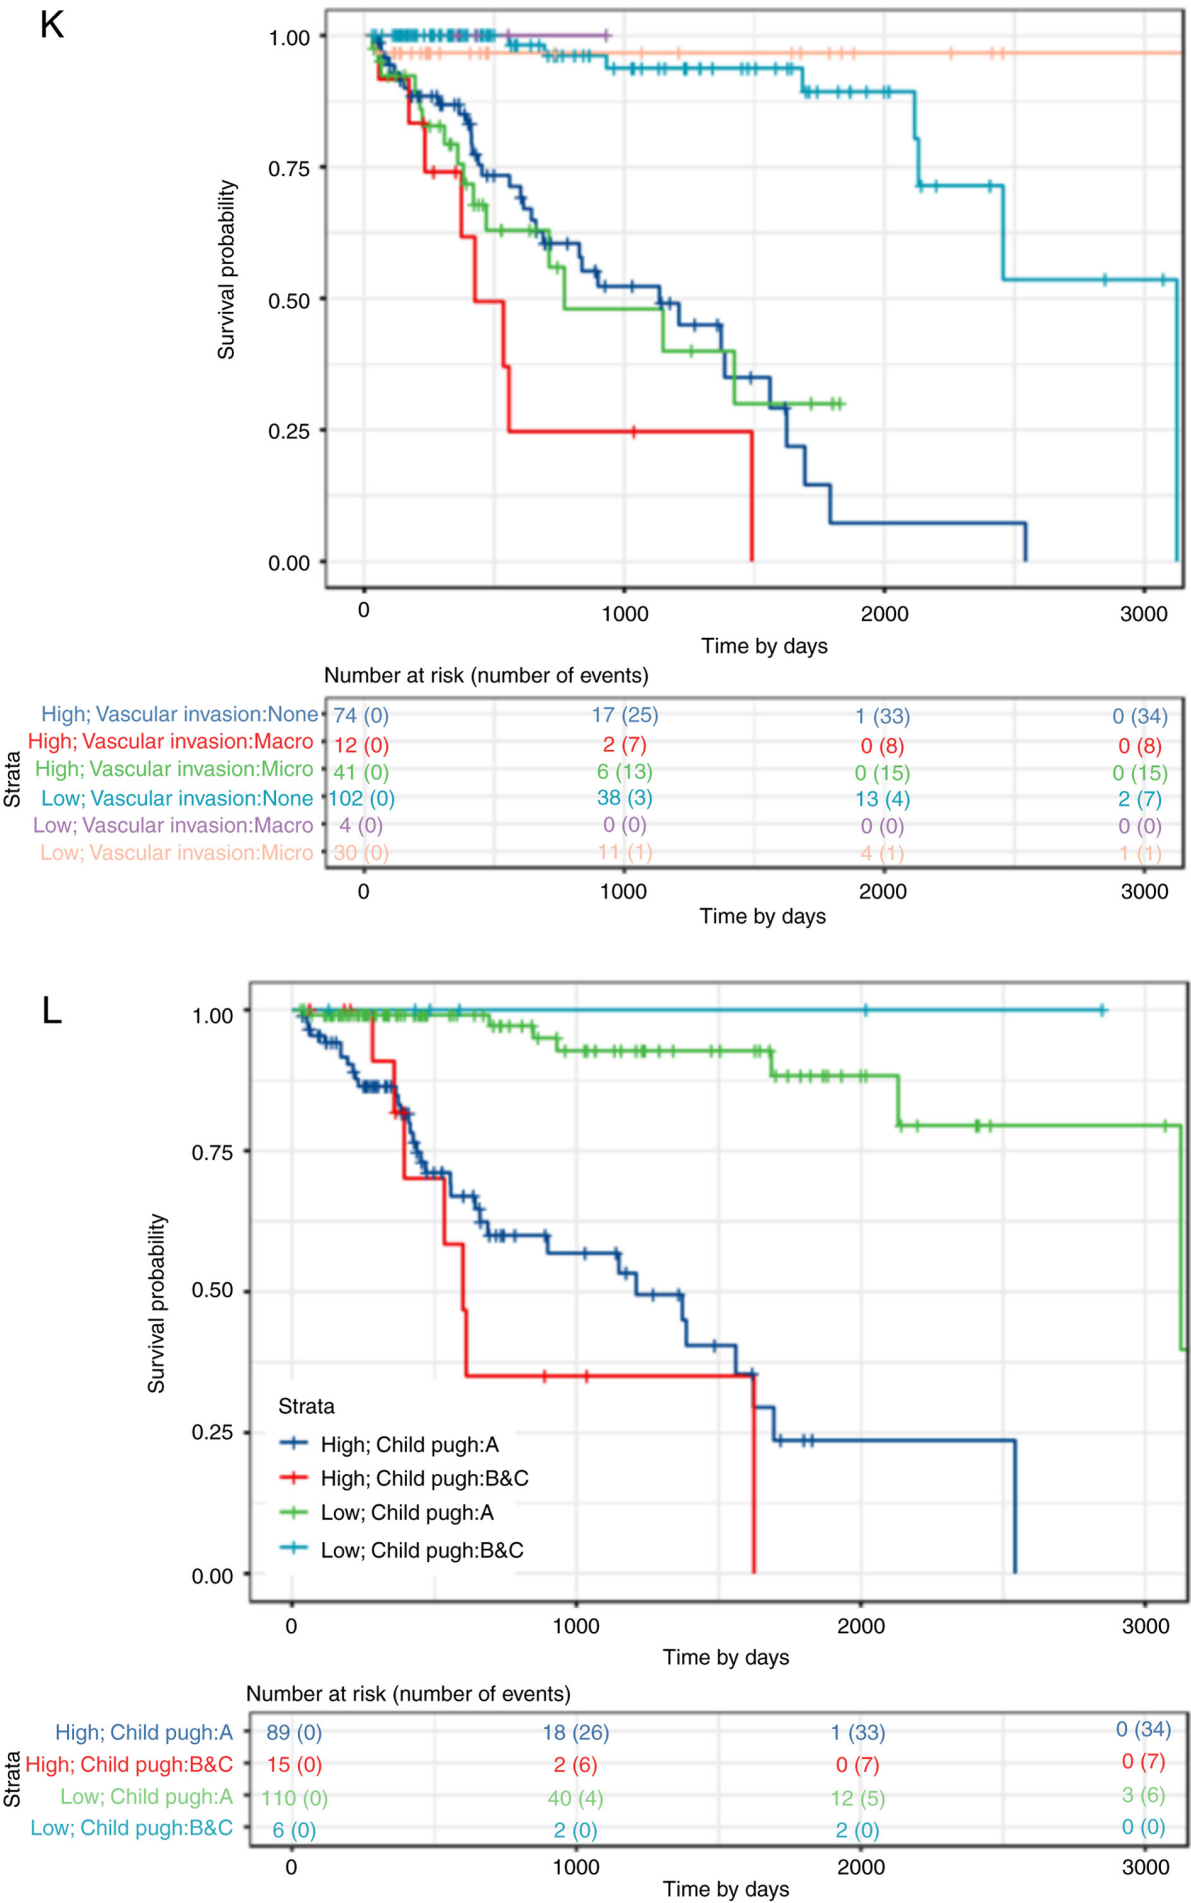 K
1.00
0.75
0.50
0.25
0.00
Survival probability
0 1000 2000 3000
Time by days
Number at risk (number of events)
Strata
High; Vascular invasion:None 74 (0) 17 (25) 1 (33) 0 (34)
High; Vascular invasion:Macro 12 (0) 2 (7) 0 (8) 0 (8)
High; Vascular invasion:Micro 41 (0) 6 (13) 0 (15) 0 (15)
Low; Vascular invasion:None 102 (0) 38 (3) 13 (4) 2 (7)
Low; Vascular invasion:Macro 4 (0) 0 (0) 0 (0) 0 (0)
Low; Vascular invasion:Micro 30 (0) 11 (1) 4 (1) 1 (1)
0 1000 2000 3000
Time by days
L
1.00
0.75
0.50
0.25
0.00
Survival probability
Strata
High; Child pugh:A
High; Child pugh:B&C
Low; Child pugh:A
Low; Child pugh:B&C
0 1000 2000 3000
Time by days
Number at risk (number of events)
Strata
High; Child pugh:A 89 (0) 18 (26) 1 (33) 0 (34)
High; Child pugh:B&C 15 (0) 2 (6) 0 (7) 0 (7)
Low; Child pugh:A 110 (0) 40 (4) 12 (5) 3 (6)
Low; Child pugh:B&C 6 (0) 2 (0) 2 (0) 0 (0)
0 1000 2000 3000
Time by days